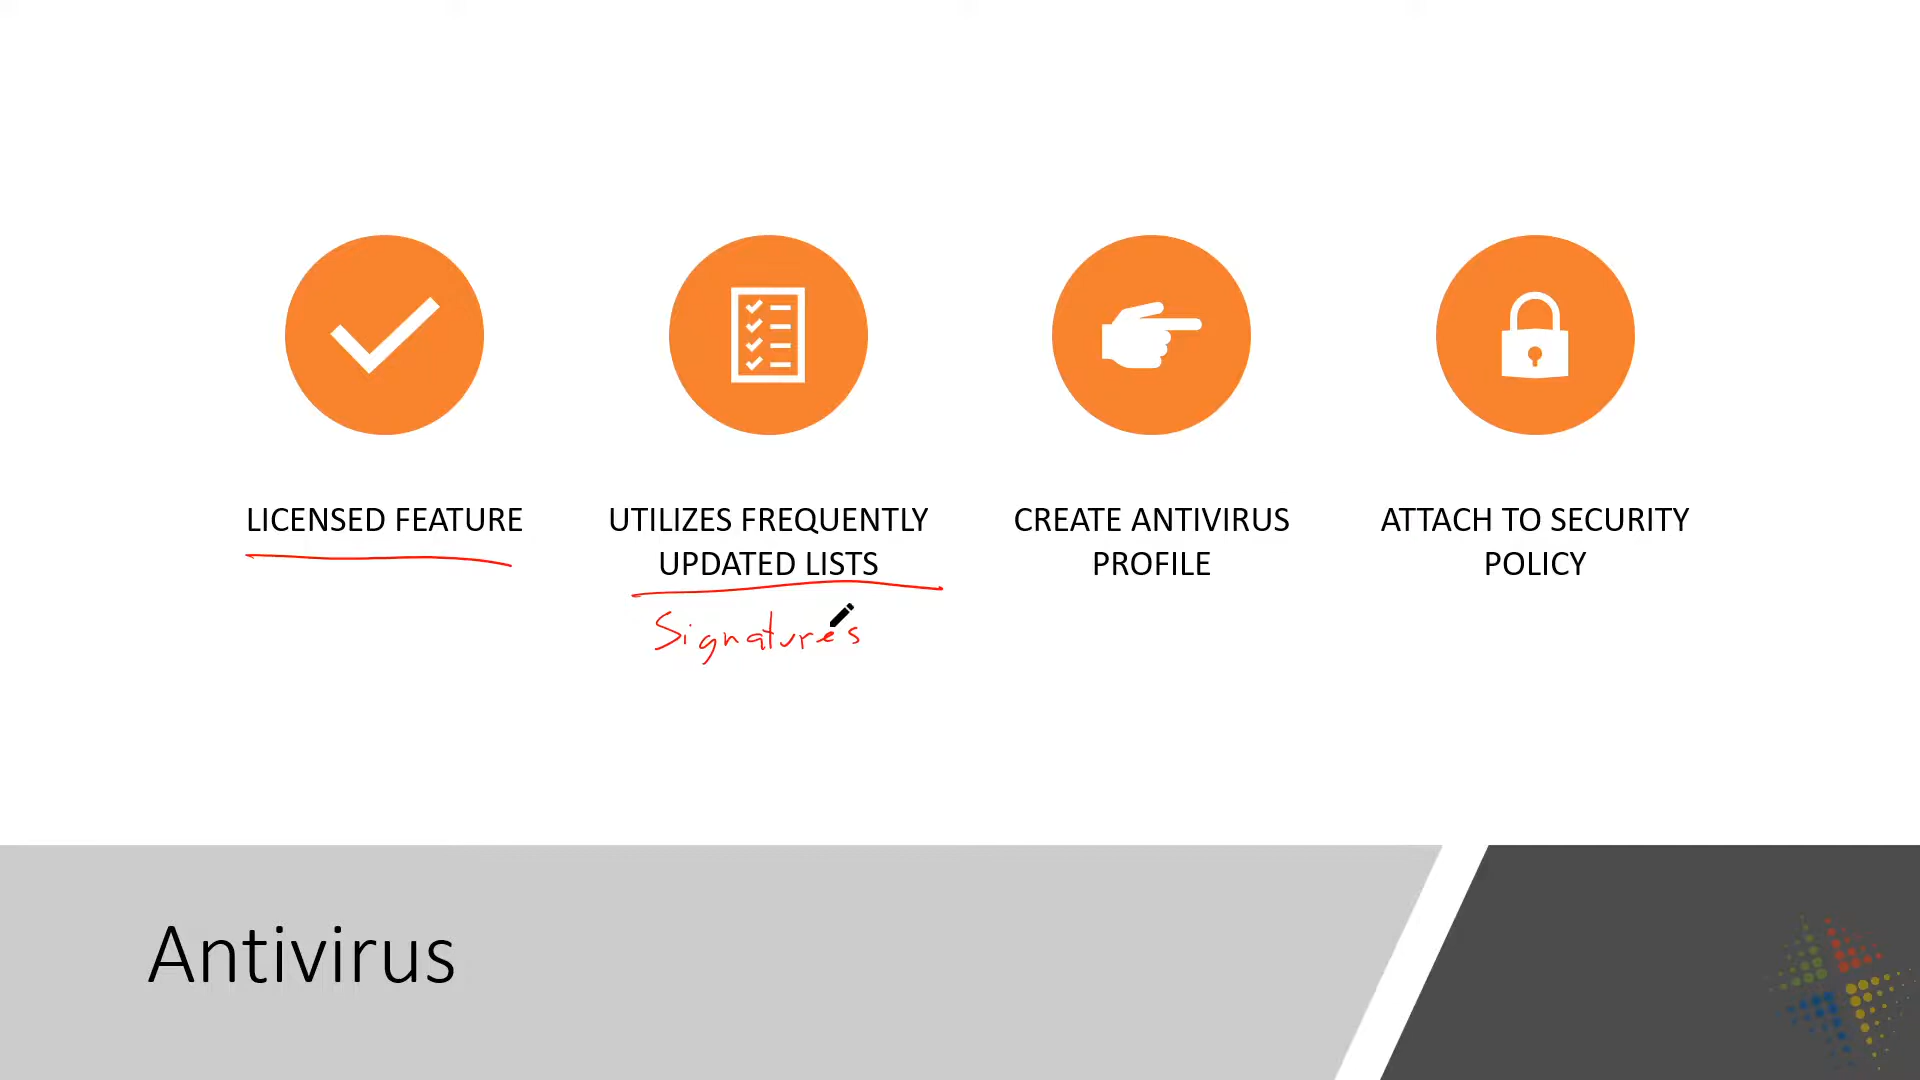 LICENSED FEATURE
UTILIZES FREQUENTLY
UPDATED LISTS
Signatures
CREATE ANTIVIRUS
PROFILE
ATTACH TO SECURITY
POLICY
Antivirus